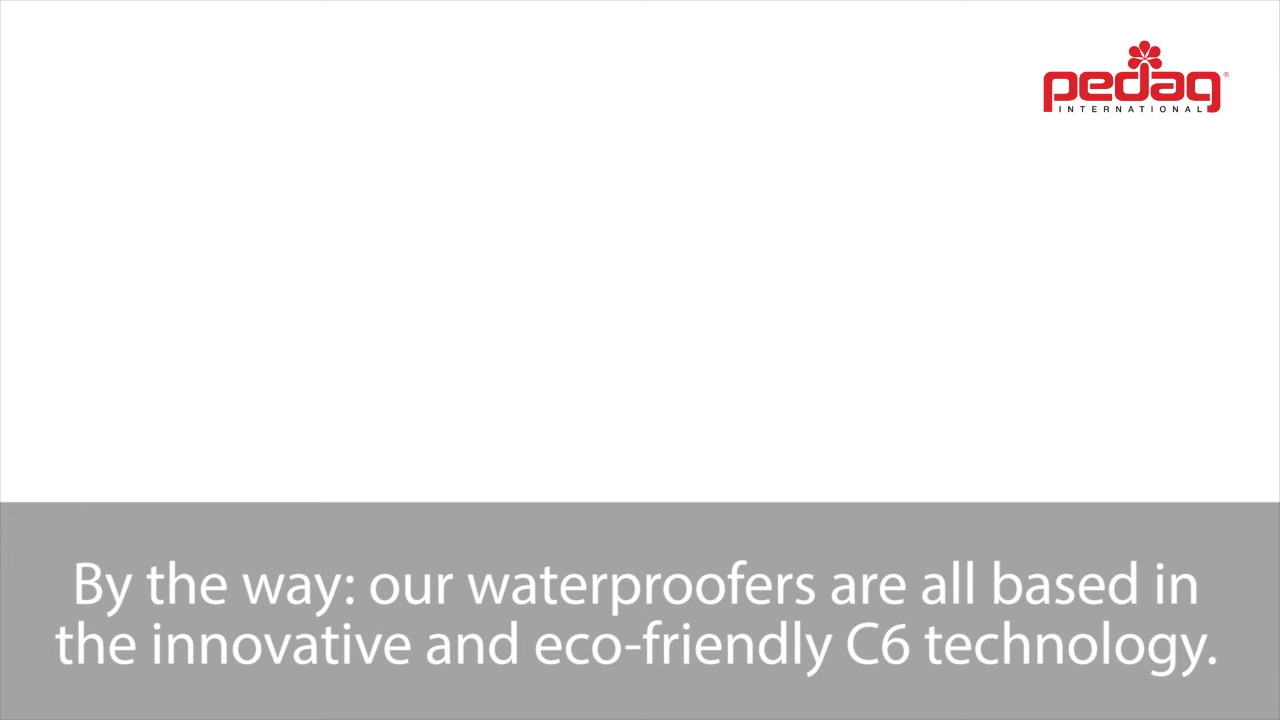 pedag®
INTERNATIONAL
By the way: our waterproofers are all based in
the innovative and eco-friendly C6 technology.